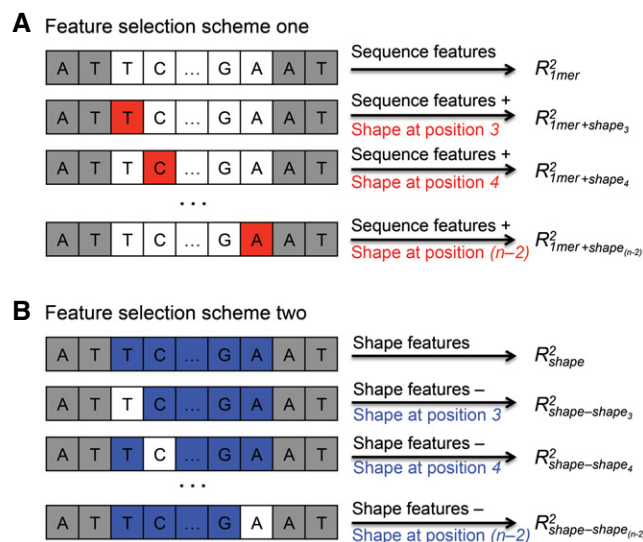 A Feature selection scheme one
A T T C ... G A A T Sequence features R²1mer
A T T C ... G A A T Sequence features + R²1mer+shape3
Shape at position 3
A T T C ... G A A T Sequence features + R²1mer+shape4
Shape at position 4
...
A T T C ... G A A T Sequence features + R²1mer+shape(n-2)
Shape at position (n–2)
B Feature selection scheme two
A T T C ... G A A T Shape features R²shape
A T T C ... G A A T Shape features – R²shape–shape3
Shape at position 3
A T T C ... G A A T Shape features – R²shape–shape4
Shape at position 4
...
A T T C ... G A A T Shape features – R²shape–shape(n-2
Shape at position (n–2)